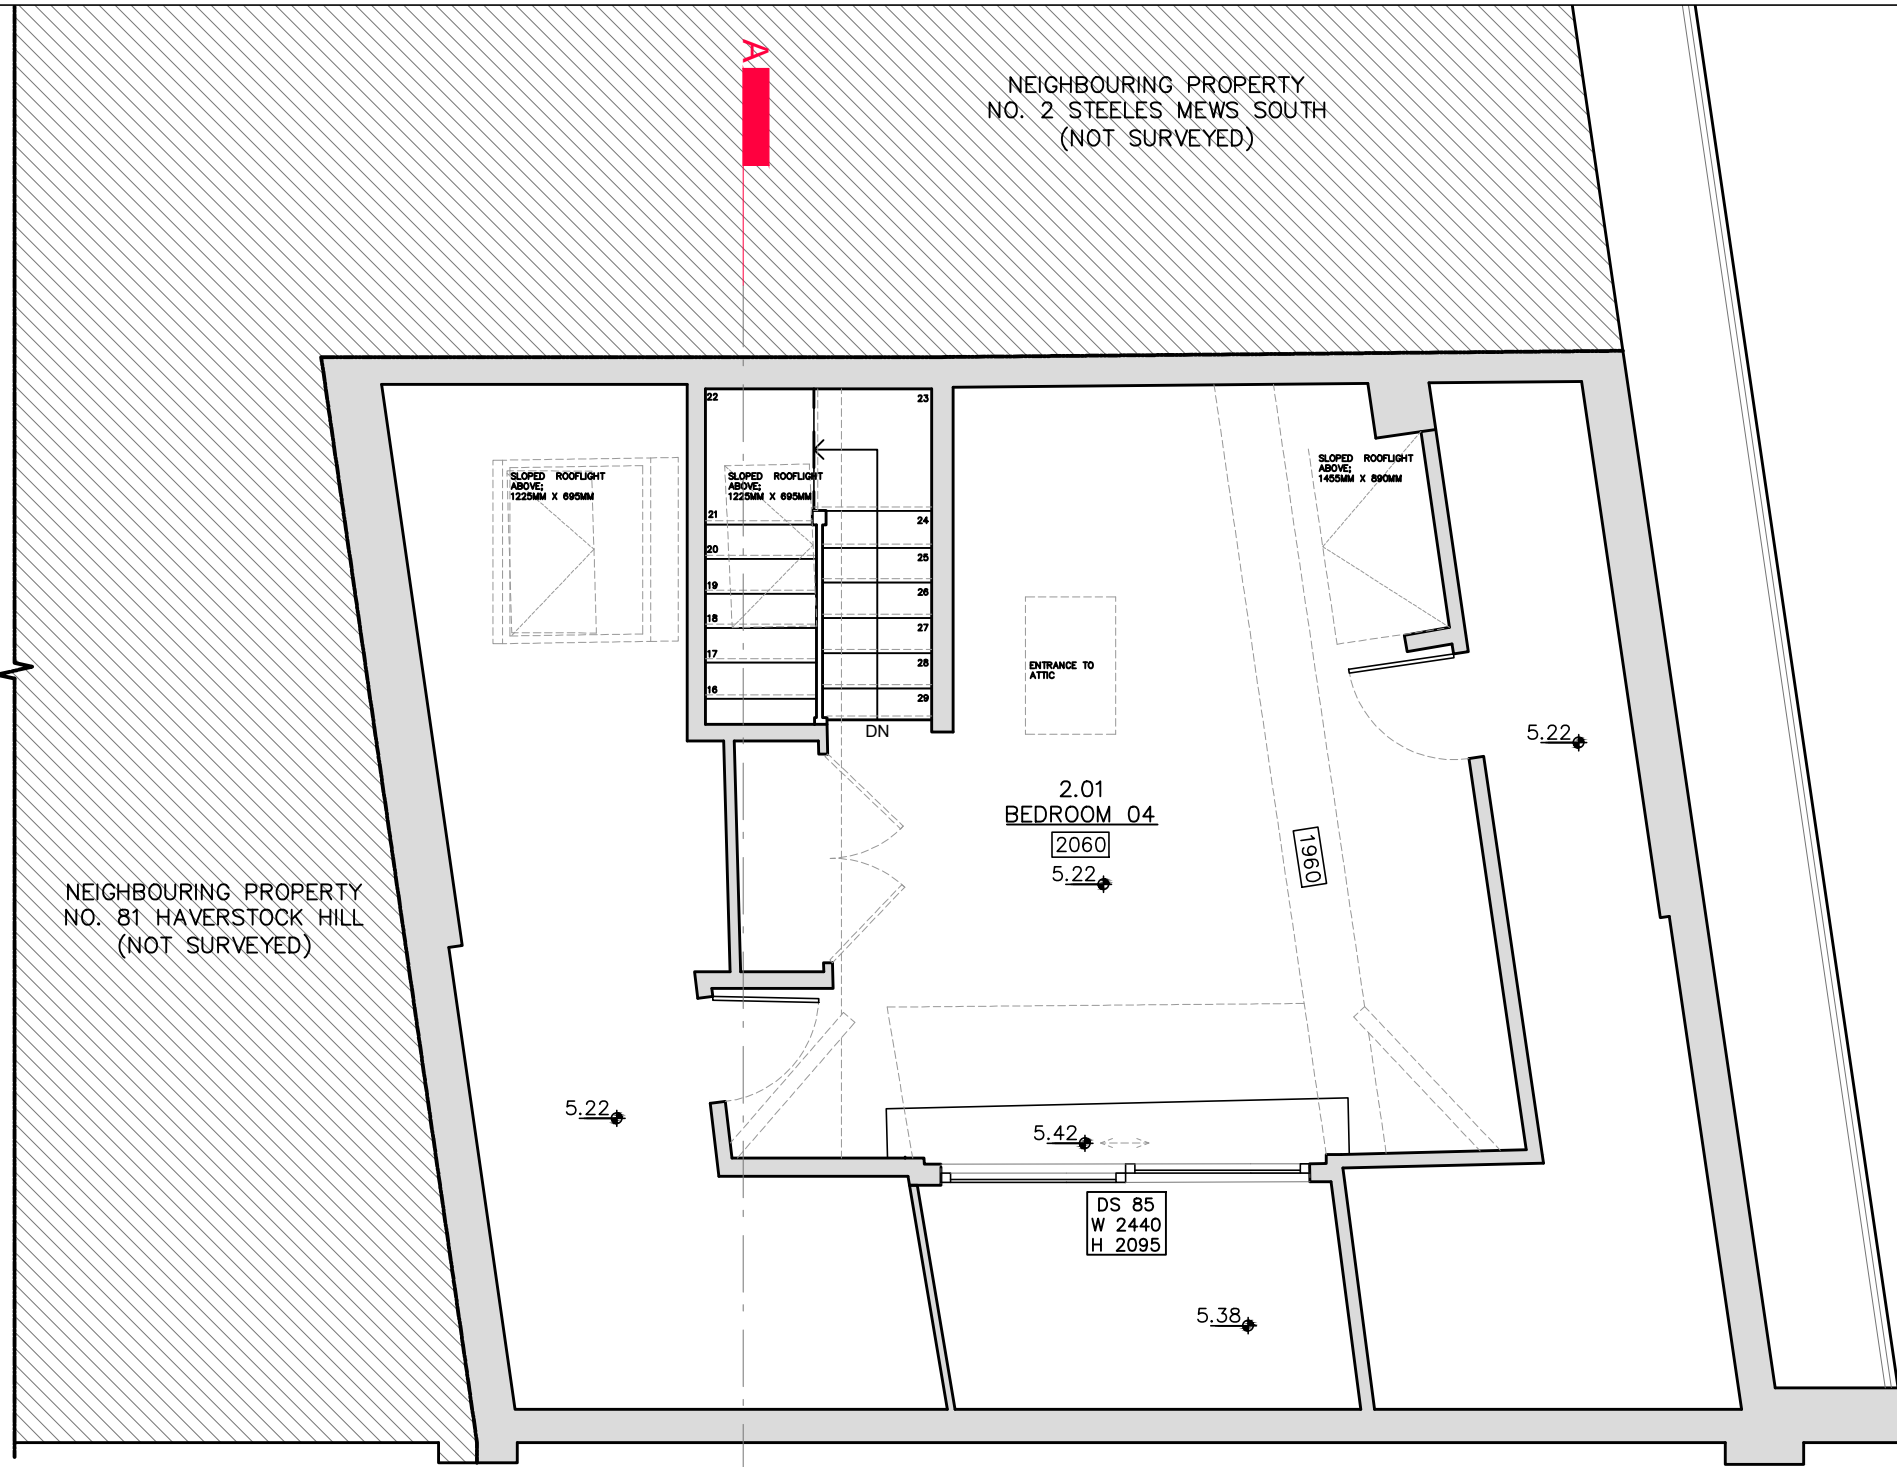 A
NEIGHBOURING PROPERTY
NO. 2 STEELES MEWS SOUTH
(NOT SURVEYED)
22
23
SLOPED ROOFLIGHT
ABOVE;
1225MM X 695MM
SLOPED ROOFLIGHT
ABOVE;
1225MM X 695MM
SLOPED ROOFLIGHT
ABOVE;
1455MM X 890MM
21
20
19
18
17
16
24
25
26
27
28
29
DN
ENTRANCE TO
ATTIC
5.22
2.01
BEDROOM 04
2060
5.22
1960
NEIGHBOURING PROPERTY
NO. 81 HAVERSTOCK HILL
(NOT SURVEYED)
5.22
5.42
DS 85
W 2440
H 2095
5.38